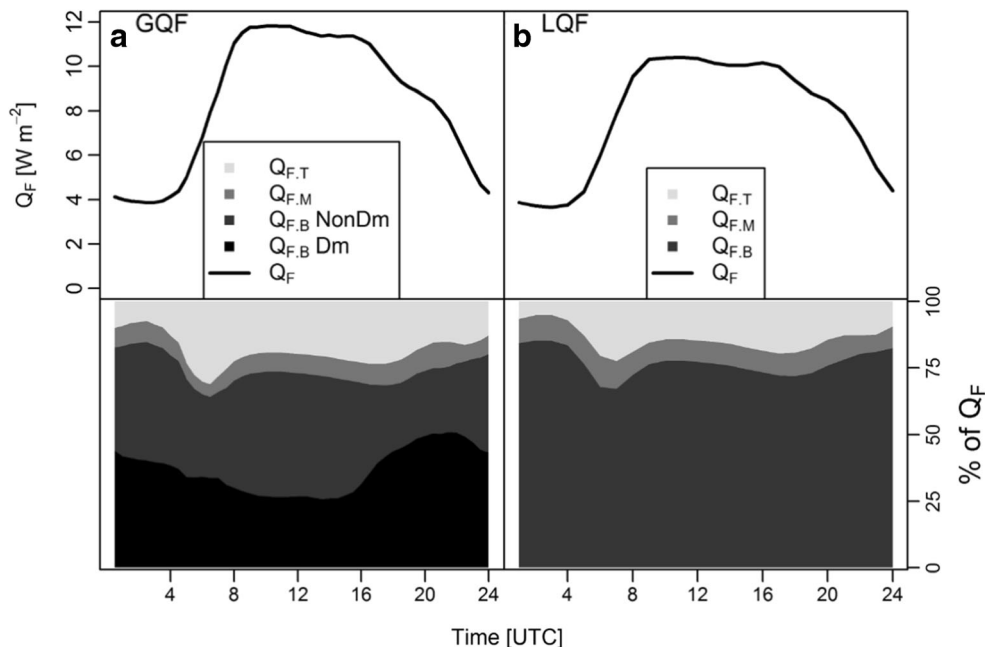 a GQF
12
10
8
6
4
2
0
Q_F [W m⁻²]
Q_F.T
Q_F.M
Q_F.B NonDm
Q_F.B Dm
Q_F
b LQF
Q_F.T
Q_F.M
Q_F.B
Q_F
100
75
50
25
0
% of Q_F
4 8 12 16 20 24 4 8 12 16 20 24
Time [UTC]